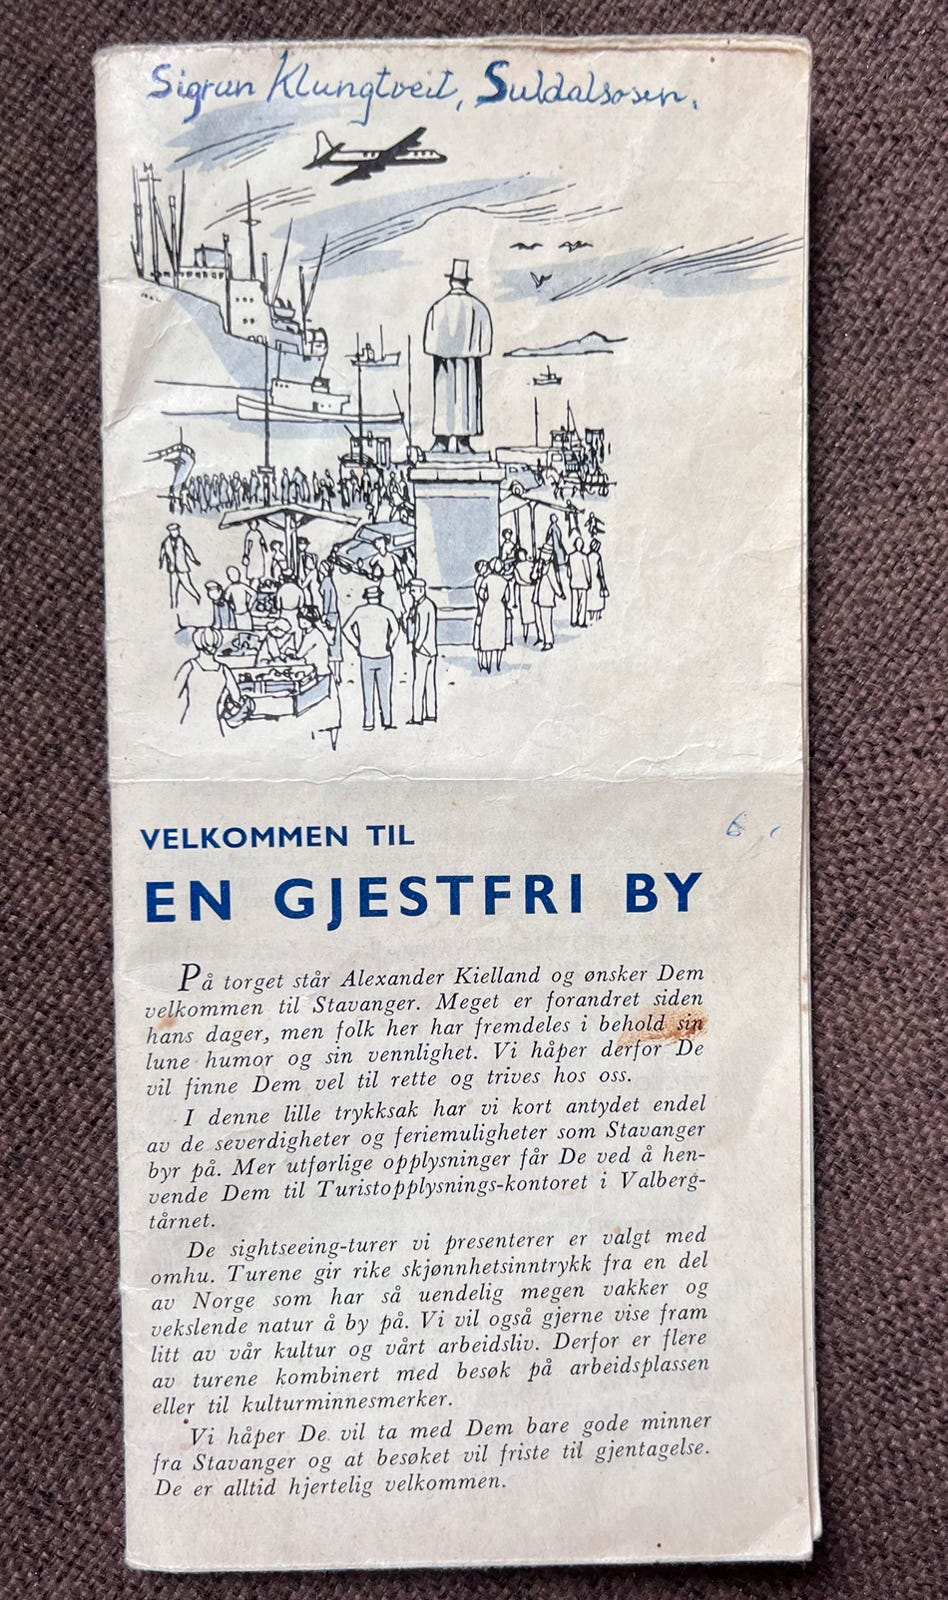 Sigrun Klungtveit, Suldalsosen.
VELKOMMEN TIL
6
EN GJESTFRI BY
På torget står Alexander Kielland og ønsker Dem
velkommen til Stavanger. Meget er forandret siden
hans dager, men folk her har fremdeles i behold sin
lune humor og sin vennlighet. Vi håper derfor De
vil finne Dem vel til rette og trives hos oss.
I denne lille trykksak har vi kort antydet endel
av de severdigheter og feriemuligheter som Stavanger
byr på. Mer utførlige opplysninger får De ved å hen-
vende Dem til Turistopplysnings-kontoret i Valberg-
tårnet.
De sightseeing-turer vi presenterer er valgt med
omhu. Turene gir rike skjønnhetsinntrykk fra en del
av Norge som har så uendelig megen vakker og
vekslende natur å by på. Vi vil også gjerne vise fram
litt av vår kultur og vårt arbeidsliv. Derfor er flere
av turene kombinert med besøk på arbeidsplassen
eller til kulturminnesmerker.
Vi håper De vil ta med Dem bare gode minner
fra Stavanger og at besøket vil friste til gjentagelse.
De er alltid hjertelig velkommen.